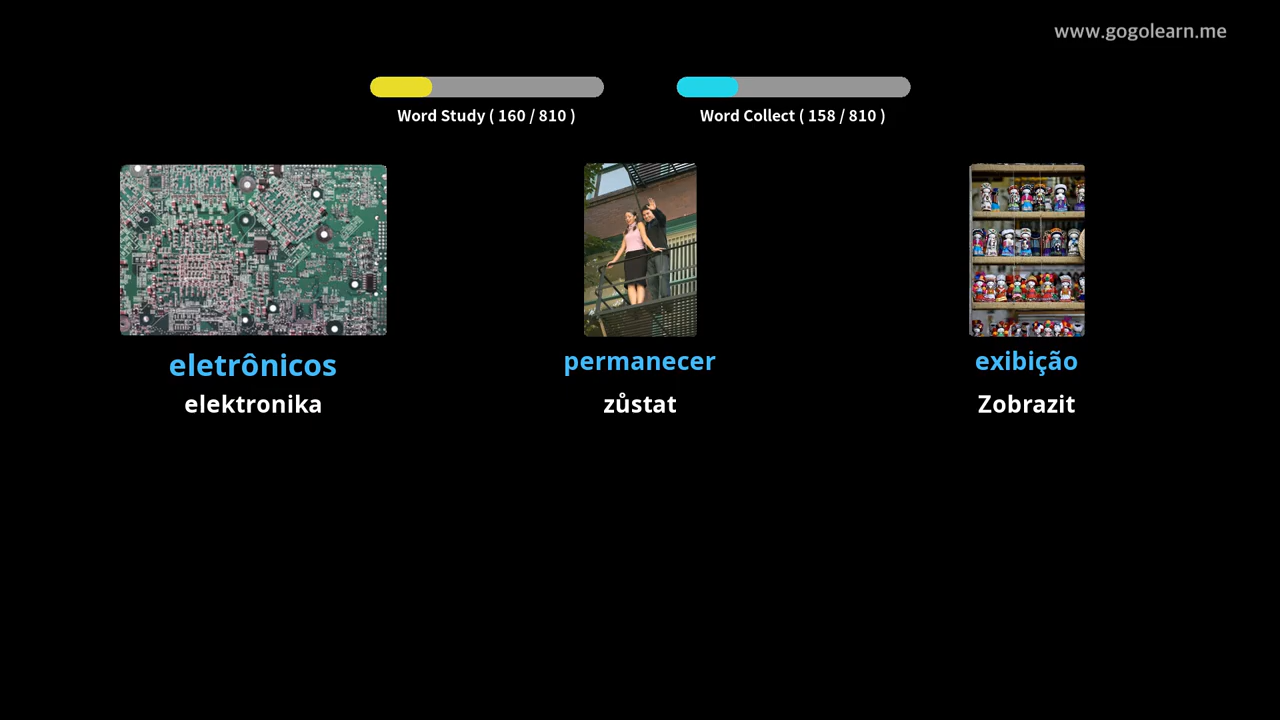 www.gogolearn.me
Word Study ( 160 / 810 )
Word Collect ( 158 / 810 )
eletrônicos
permanecer
exibição
elektronika
zůstat
Zobrazit